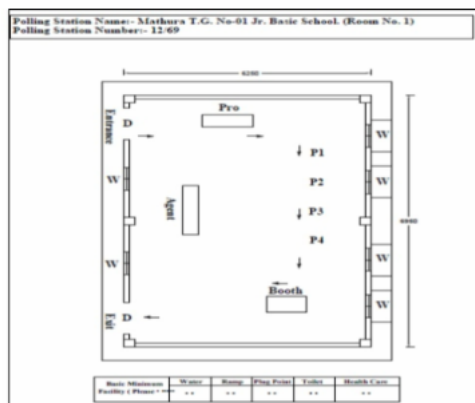 Polling Station Name:- Mathura T.G. No-01 Jr. Basic School. (Room No. 1)
Polling Station Number:- 12/69
Pro
Entrance
D
P1
W
W
P2
W
Agent
P3
P4
W
W
Booth
W
Exit
D
Basic Minimum
Water
Ramp
Plug Point
Toilet
Health Care